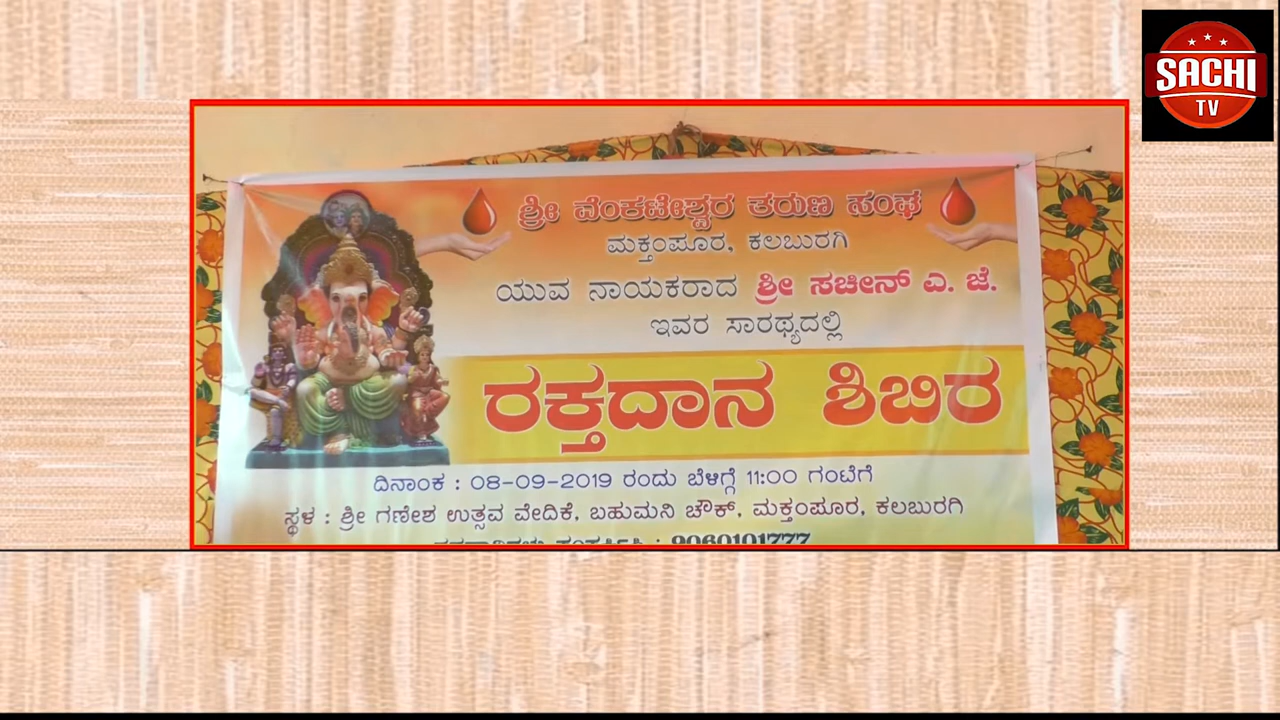 SACHI
TV
ಶ್ರೀ ವೆಂಕಟೇಶ್ವರ ತರುಣ ಸಂಘ
ಮಕ್ತಂಪೂರ, ಕಲಬುರಗಿ
ಯುವ ನಾಯಕರಾದ ಶ್ರೀ ಸಚೀನ್ ಎ. ಜೆ.
ಇವರ ಸಾರಥ್ಯದಲ್ಲಿ
ರಕ್ತದಾನ ಶಿಬಿರ
ದಿನಾಂಕ : 08-09-2019 ರಂದು ಬೆಳಿಗ್ಗೆ 11:00 ಗಂಟೆಗೆ
ಸ್ಥಳ : ಶ್ರೀ ಗಣೇಶ ಉತ್ಸವ ವೇದಿಕೆ, ಬಹುಮನಿ ಚೌಕ್, ಮಕ್ತಂಪೂರ, ಕಲಬುರಗಿ
: 9060101777